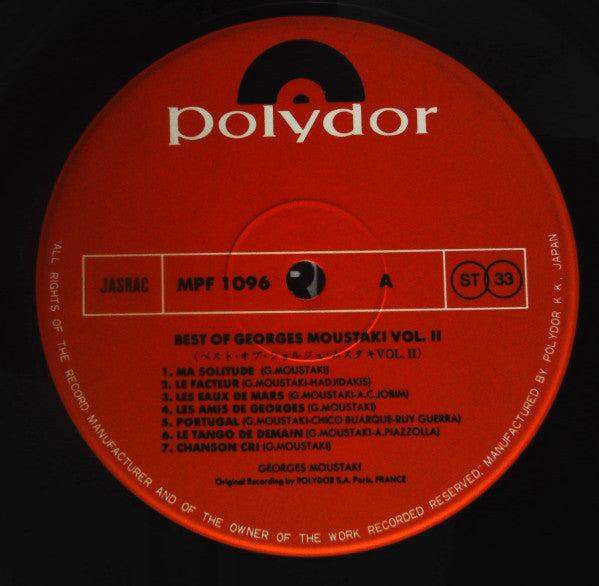 polydor
JASRAC MPF 1096 A ST 33
BEST OF GEORGES MOUSTAKI VOL. II
(ベスト・オブ・ジョルジュ・ムスタキVOL.II)
1. MA SOLITUDE (G.MOUSTAKI)
2. LE FACTEUR (G.MOUSTAKI-HADJIDAKIS)
3. LES EAUX DE MARS (G.MOUSTAKI-A.C.JOBIM)
4. LES AMIS DE GEORGES (G.MOUSTAKI)
5. PORTUGAL (G.MOUSTAKI-CHICO BUARQUE-RUY GUERRA)
6. LE TANGO DE DEMAIN (G.MOUSTAKI-A.PIAZZOLLA)
7. CHANSON CRI (G.MOUSTAKI)
GEORGES MOUSTAKI
Original Recording by POLYDOR S.A. Paris, FRANCE
"ALL RIGHTS OF THE RECORD MANUFACTURER AND OF THE OWNER OF THE WORK RECORDED RESERVED; MANUFACTURED BY POLYDOR K.K. JAPAN